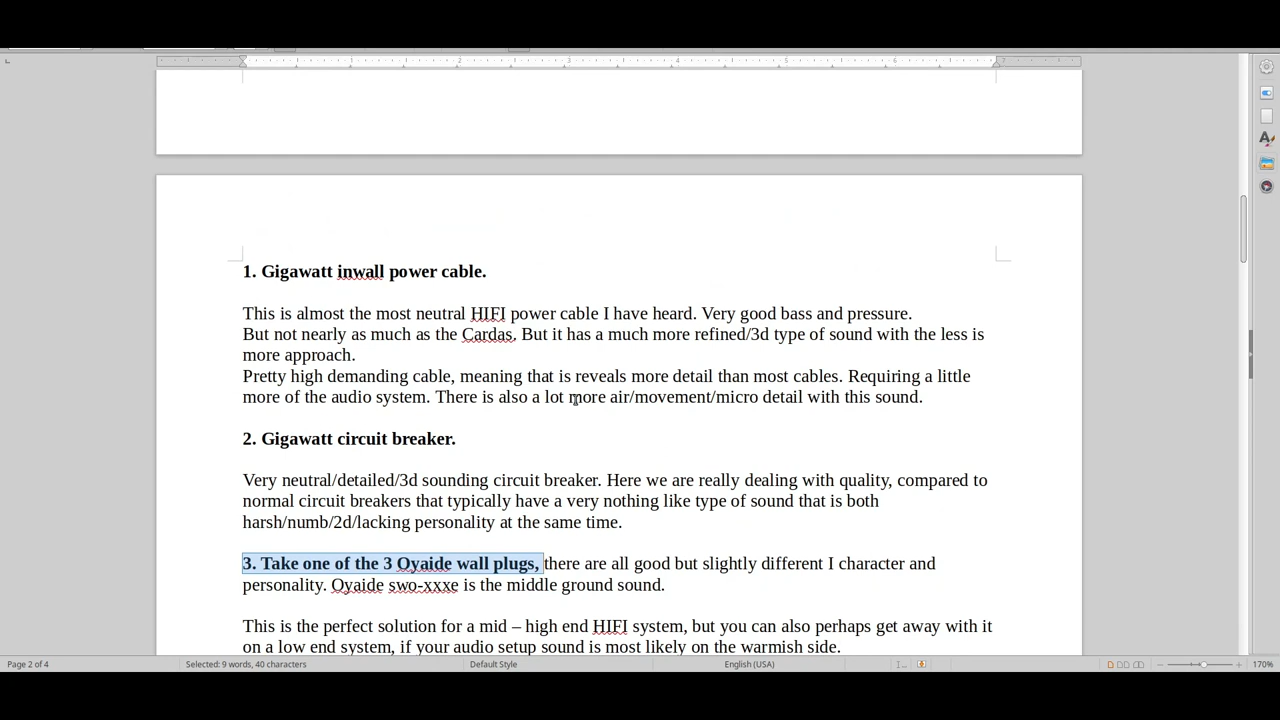 1. Gigawatt inwall power cable.
This is almost the most neutral HIFI power cable I have heard. Very good bass and pressure.
But not nearly as much as the Cardas. But it has a much more refined/3d type of sound with the less is
more approach.
Pretty high demanding cable, meaning that is reveals more detail than most cables. Requiring a little
more of the audio system. There is also a lot more air/movement/micro detail with this sound.
2. Gigawatt circuit breaker.
Very neutral/detailed/3d sounding circuit breaker. Here we are really dealing with quality, compared to
normal circuit breakers that typically have a very nothing like type of sound that is both
harsh/numb/2d/lacking personality at the same time.
3. Take one of the 3 Oyaide wall plugs, there are all good but slightly different I character and
personality. Oyaide swo-xxxe is the middle ground sound.
This is the perfect solution for a mid – high end HIFI system, but you can also perhaps get away with it
on a low end system, if your audio setup sound is most likely on the warmish side.
Page 2 of 4 Selected: 9 words, 40 characters Default Style English (USA) 170%